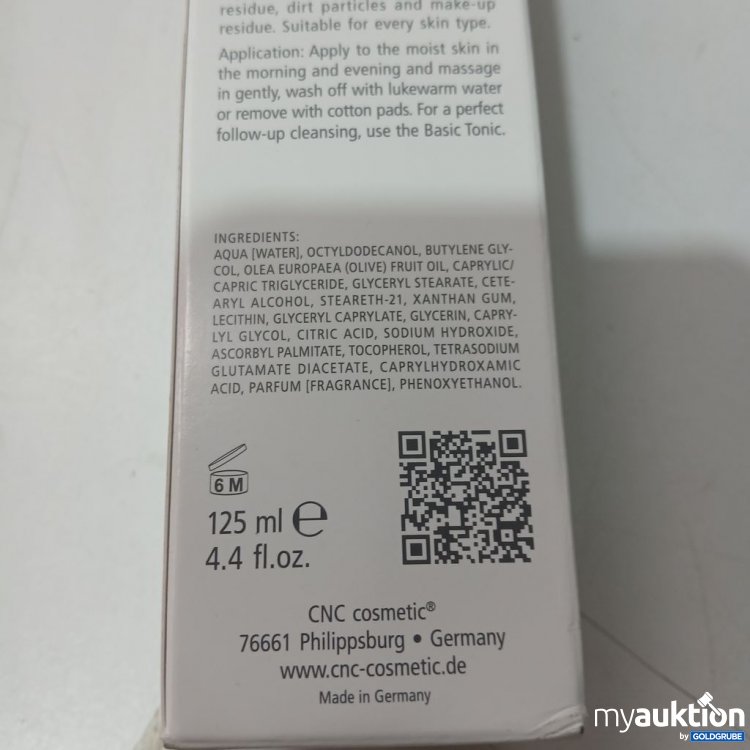 residue, dirt particles and make-up
residue. Suitable for every skin type.
Application: Apply to the moist skin in
the morning and evening and massage
in gently, wash off with lukewarm water
or remove with cotton pads. For a perfect
follow-up cleansing, use the Basic Tonic.
INGREDIENTS:
AQUA [WATER], OCTYLDODECANOL, BUTYLENE GLY-
COL, OLEA EUROPAEA (OLIVE) FRUIT OIL, CAPRYLIC/
CAPRIC TRIGLYCERIDE, GLYCERYL STEARATE, CETE-
ARYL ALCOHOL, STEARETH-21, XANTHAN GUM,
LECITHIN, GLYCERYL CAPRYLATE, GLYCERIN, CAPRY-
LYL GLYCOL, CITRIC ACID, SODIUM HYDROXIDE,
ASCORBYL PALMITATE, TOCOPHEROL, TETRASODIUM
GLUTAMATE DIACETATE, CAPRYLHYDROXAMIC
ACID, PARFUM [FRAGRANCE], PHENOXYETHANOL.
6 M
125 ml ℮
4.4 fl.oz.
CNC cosmetic®
76661 Philippsburg • Germany
www.cnc-cosmetic.de
Made in Germany
myauktion
by GOLDGRUBE